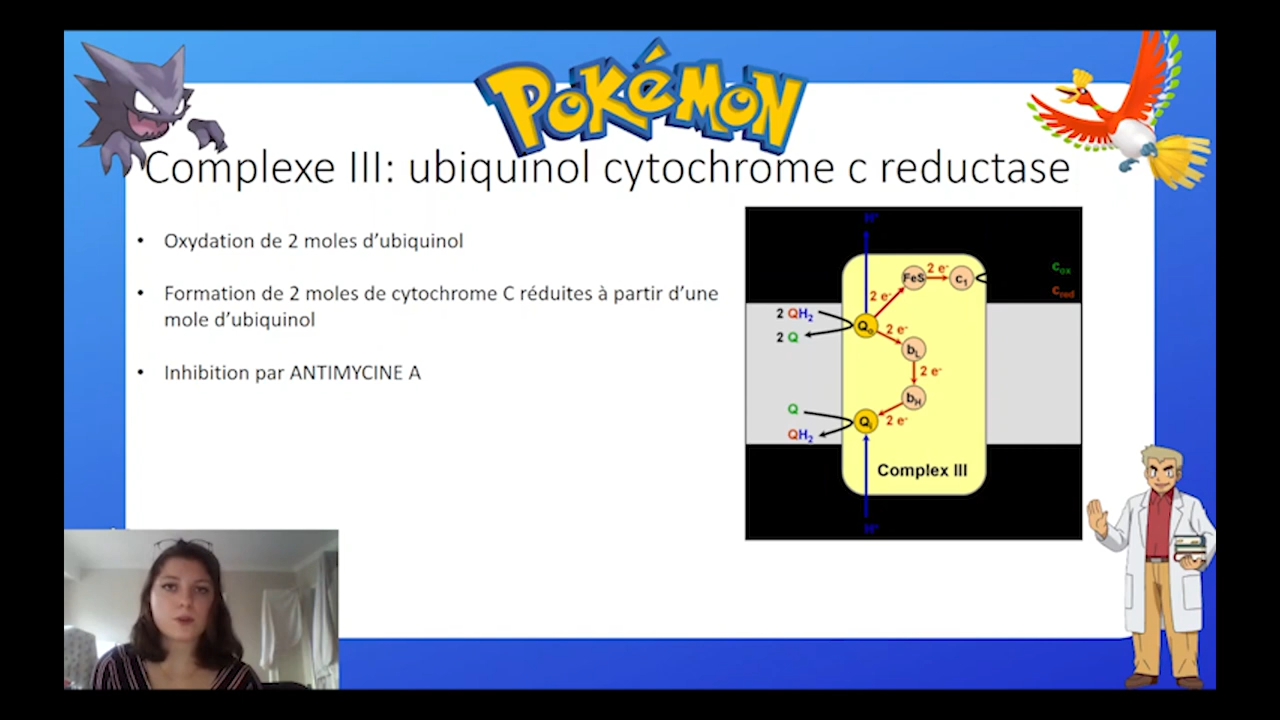 POKéMON
Complexe III: ubiquinol cytochrome c reductase
• Oxydation de 2 moles d’ubiquinol
• Formation de 2 moles de cytochrome C réduites à partir d’une
mole d’ubiquinol
• Inhibition par ANTIMYCINE A
H⁺
FeS
2 e⁻
c₁
cox
cred
2 e⁻
2 QH₂
Qo
2 e⁻
2 Q
bL
2 e⁻
bH
Q
Qi
2 e⁻
QH₂
Complex III
H⁺